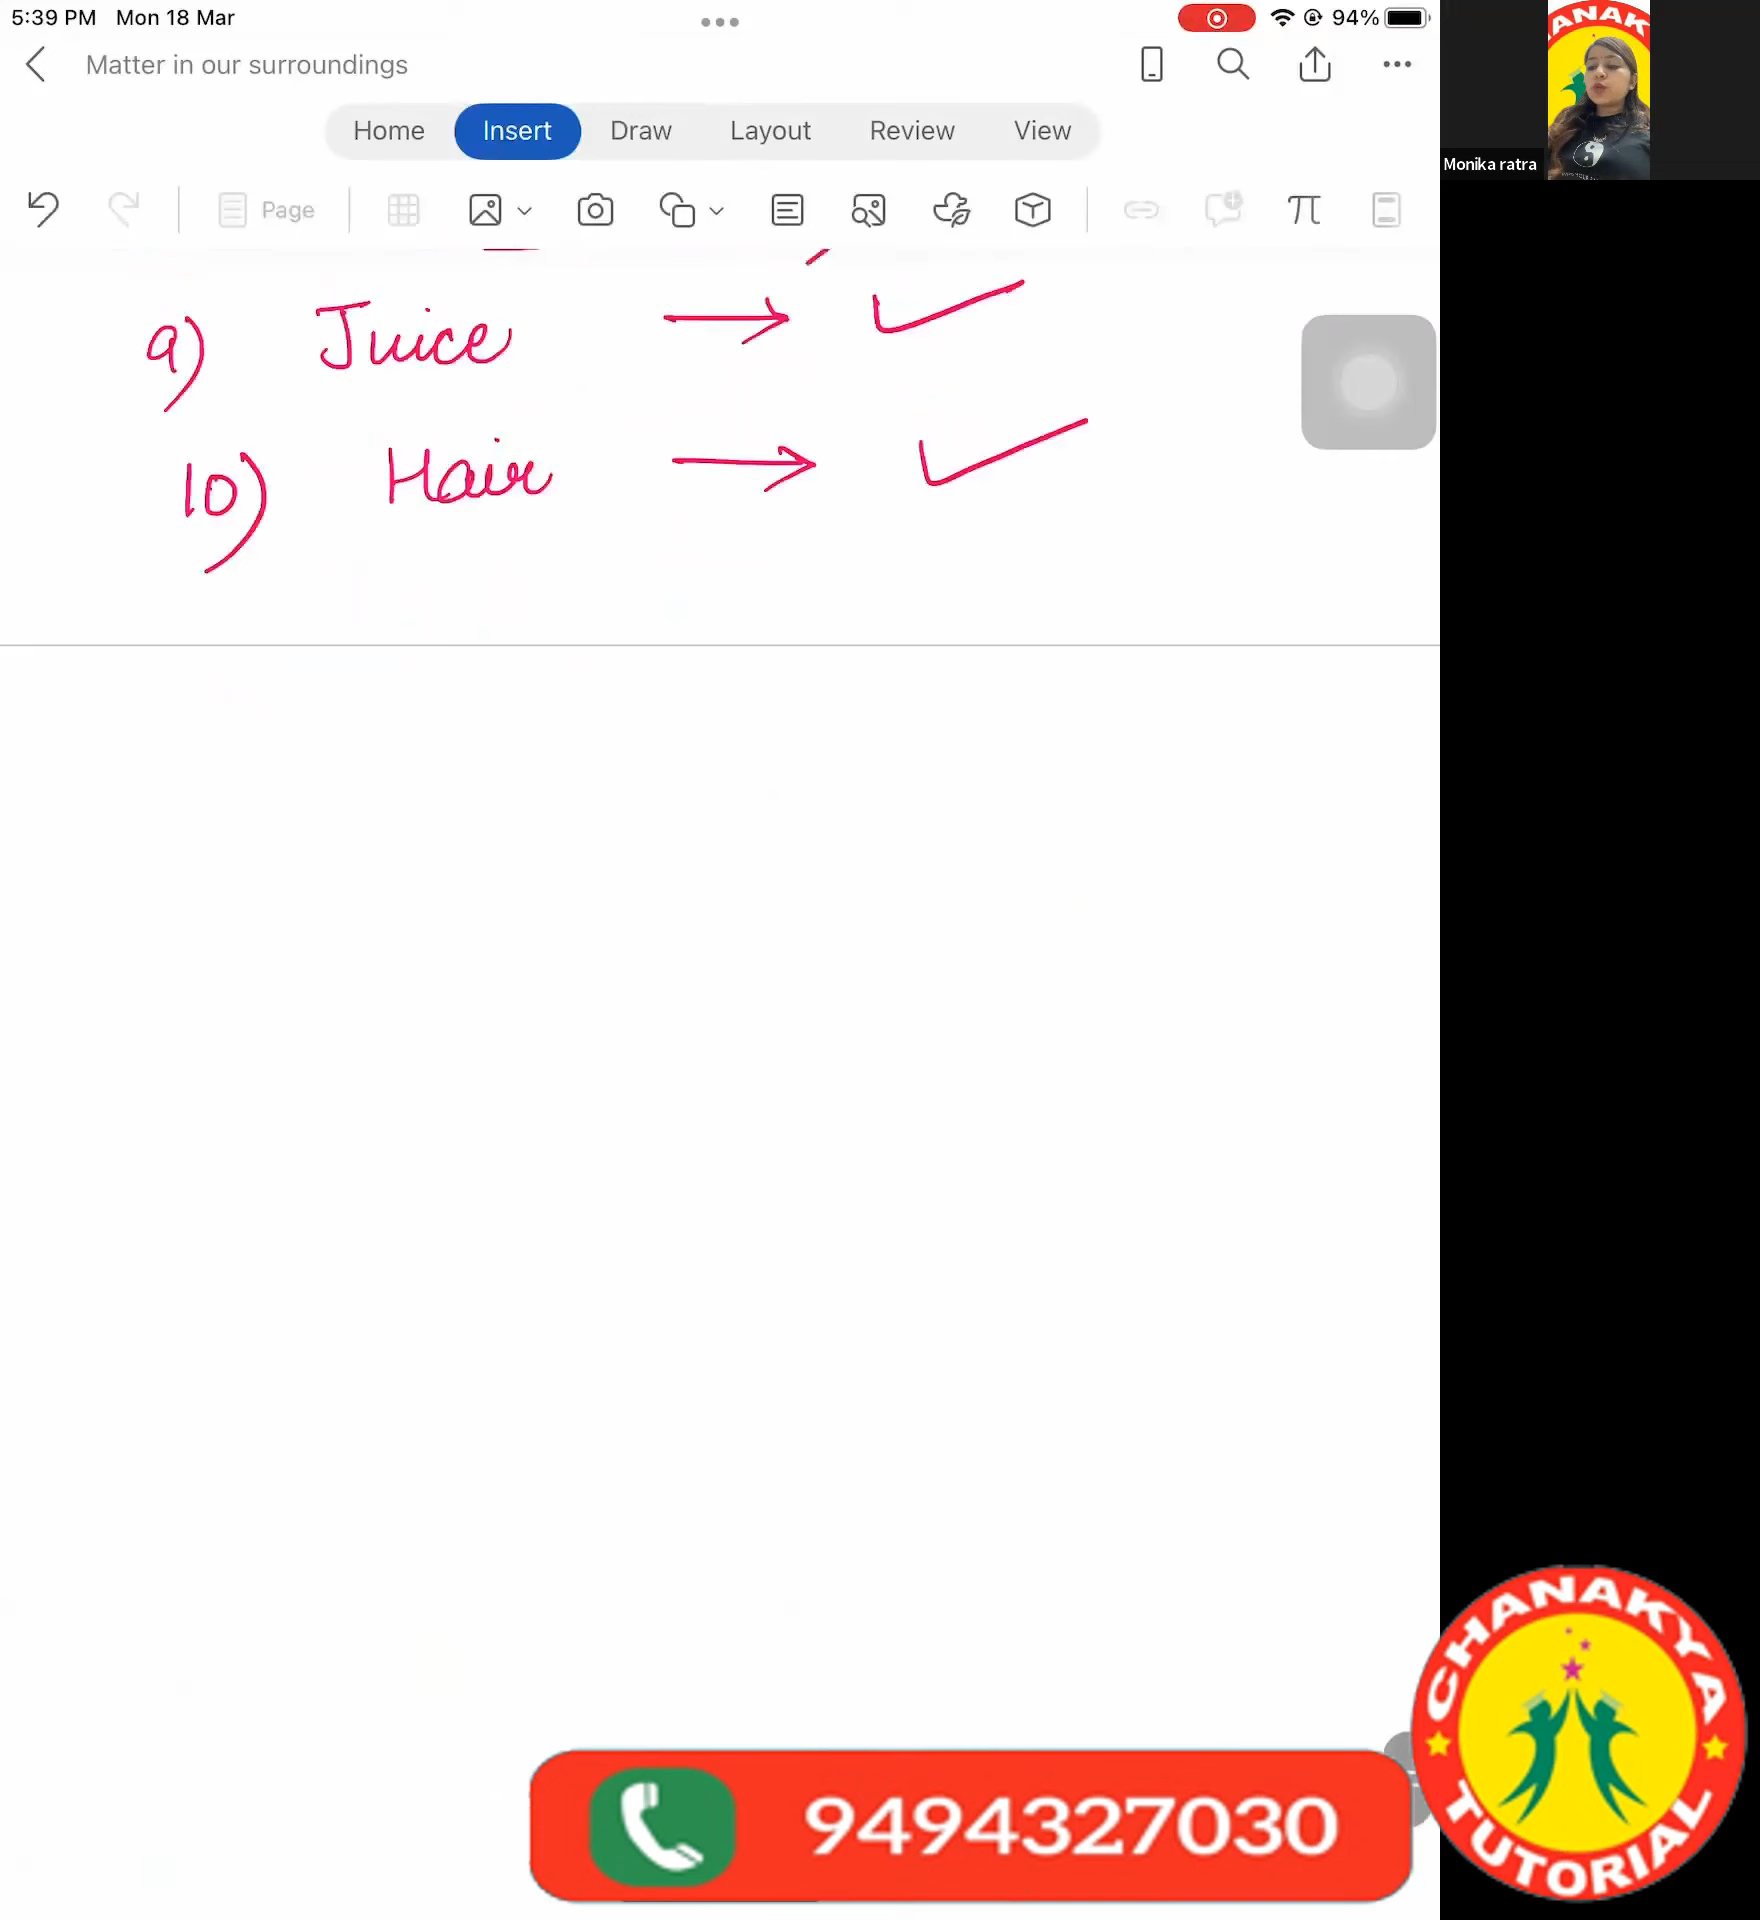 5:39 PM Mon 18 Mar 94%
Matter in our surroundings
Home Insert Draw Layout Review View
Page
ANAK
Monika ratra
9) Juice → ✓
10) Hair → ✓
9494327030
CHANAKYA
TUTORIAL